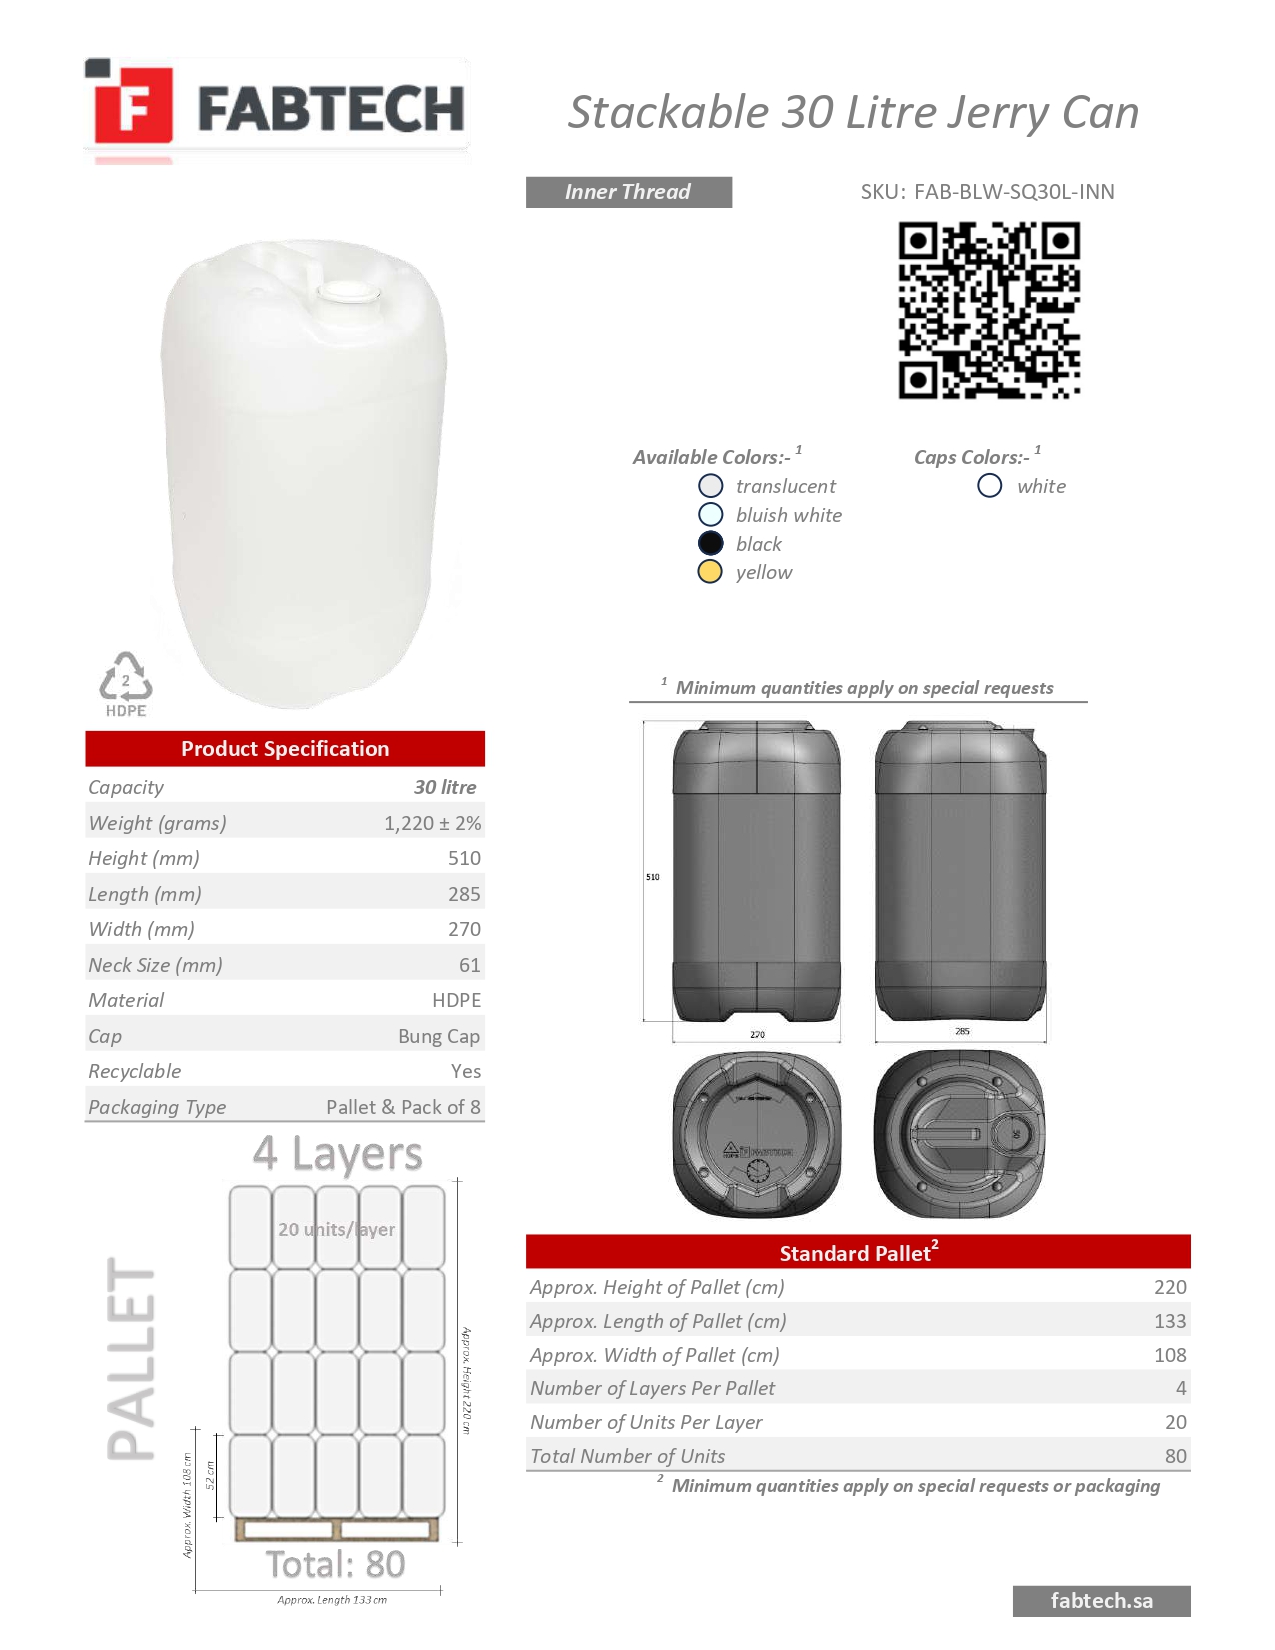 FABTECH
Stackable 30 Litre Jerry Can
Inner Thread
SKU: FAB-BLW-SQ30L-INN
Available Colors:- 1
translucent
bluish white
black
yellow
Caps Colors:- 1
white
1 Minimum quantities apply on special requests
2
HDPE
Product Specification
Capacity 30 litre
Weight (grams) 1,220 ± 2%
Height (mm) 510
Length (mm) 285
Width (mm) 270
Neck Size (mm) 61
Material HDPE
Cap Bung Cap
Recyclable Yes
Packaging Type Pallet & Pack of 8
510
270
285
HDPE FABTECH
4 Layers
20 units/layer
PALLET
Approx. Height 220 cm
52 cm
Approx. Width 108 cm
Total: 80
Approx. Length 133 cm
Standard Pallet2
Approx. Height of Pallet (cm) 220
Approx. Length of Pallet (cm) 133
Approx. Width of Pallet (cm) 108
Number of Layers Per Pallet 4
Number of Units Per Layer 20
Total Number of Units 80
2 Minimum quantities apply on special requests or packaging
fabtech.sa